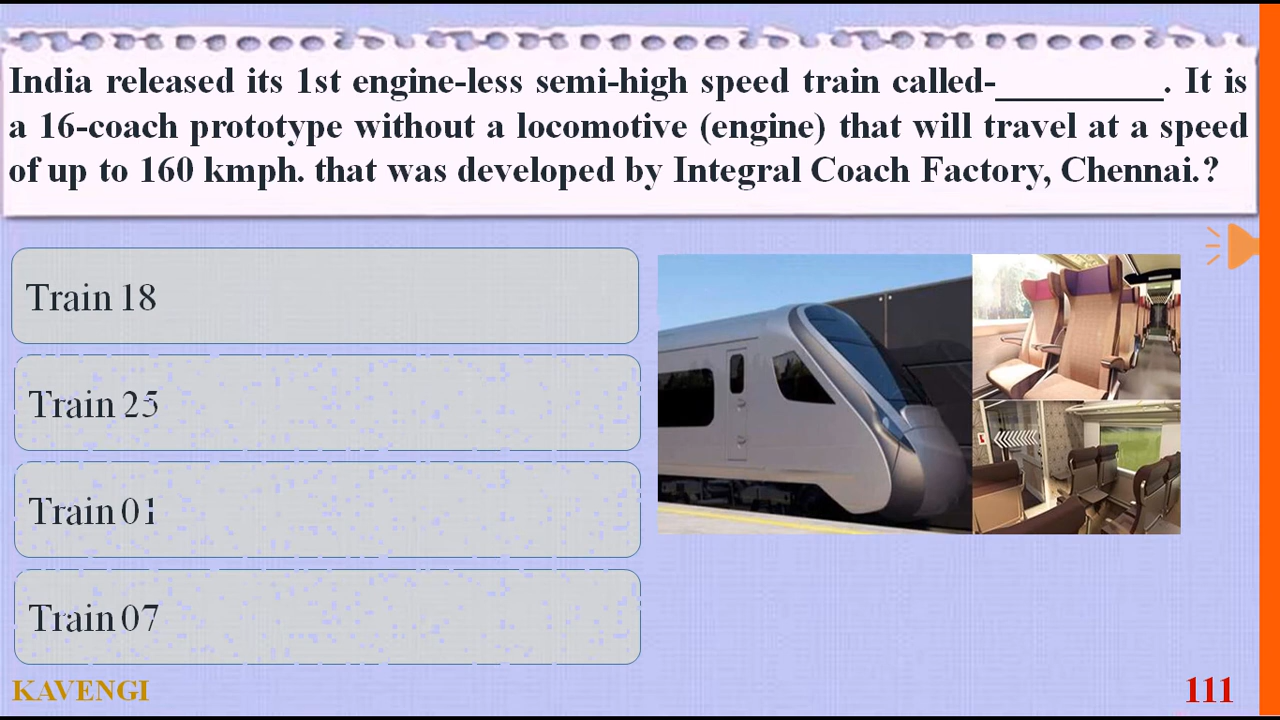 India released its 1st engine-less semi-high speed train called-_________. It is
a 16-coach prototype without a locomotive (engine) that will travel at a speed
of up to 160 kmph. that was developed by Integral Coach Factory, Chennai.?
Train 18
Train 25
Train 01
Train 07
KAVENGI
111